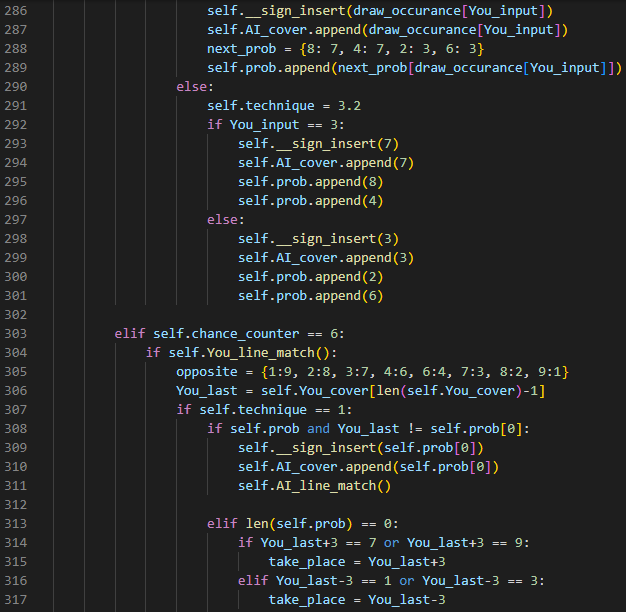 286                     self.__sign_insert(draw_occurance[You_input])
287                     self.AI_cover.append(draw_occurance[You_input])
288                     next_prob = {8: 7, 4: 7, 2: 3, 6: 3}
289                     self.prob.append(next_prob[draw_occurance[You_input]])
290                 else:
291                     self.technique = 3.2
292                     if You_input == 3:
293                         self.__sign_insert(7)
294                         self.AI_cover.append(7)
295                         self.prob.append(8)
296                         self.prob.append(4)
297                     else:
298                         self.__sign_insert(3)
299                         self.AI_cover.append(3)
300                         self.prob.append(2)
301                         self.prob.append(6)
302
303         elif self.chance_counter == 6:
304             if self.You_line_match():
305                 opposite = {1:9, 2:8, 3:7, 4:6, 6:4, 7:3, 8:2, 9:1}
306                 You_last = self.You_cover[len(self.You_cover)-1]
307                 if self.technique == 1:
308                     if self.prob and You_last != self.prob[0]:
309                         self.__sign_insert(self.prob[0])
310                         self.AI_cover.append(self.prob[0])
311                         self.AI_line_match()
312
313                     elif len(self.prob) == 0:
314                         if You_last+3 == 7 or You_last+3 == 9:
315                             take_place = You_last+3
316                         elif You_last-3 == 1 or You_last-3 == 3:
317                             take_place = You_last-3